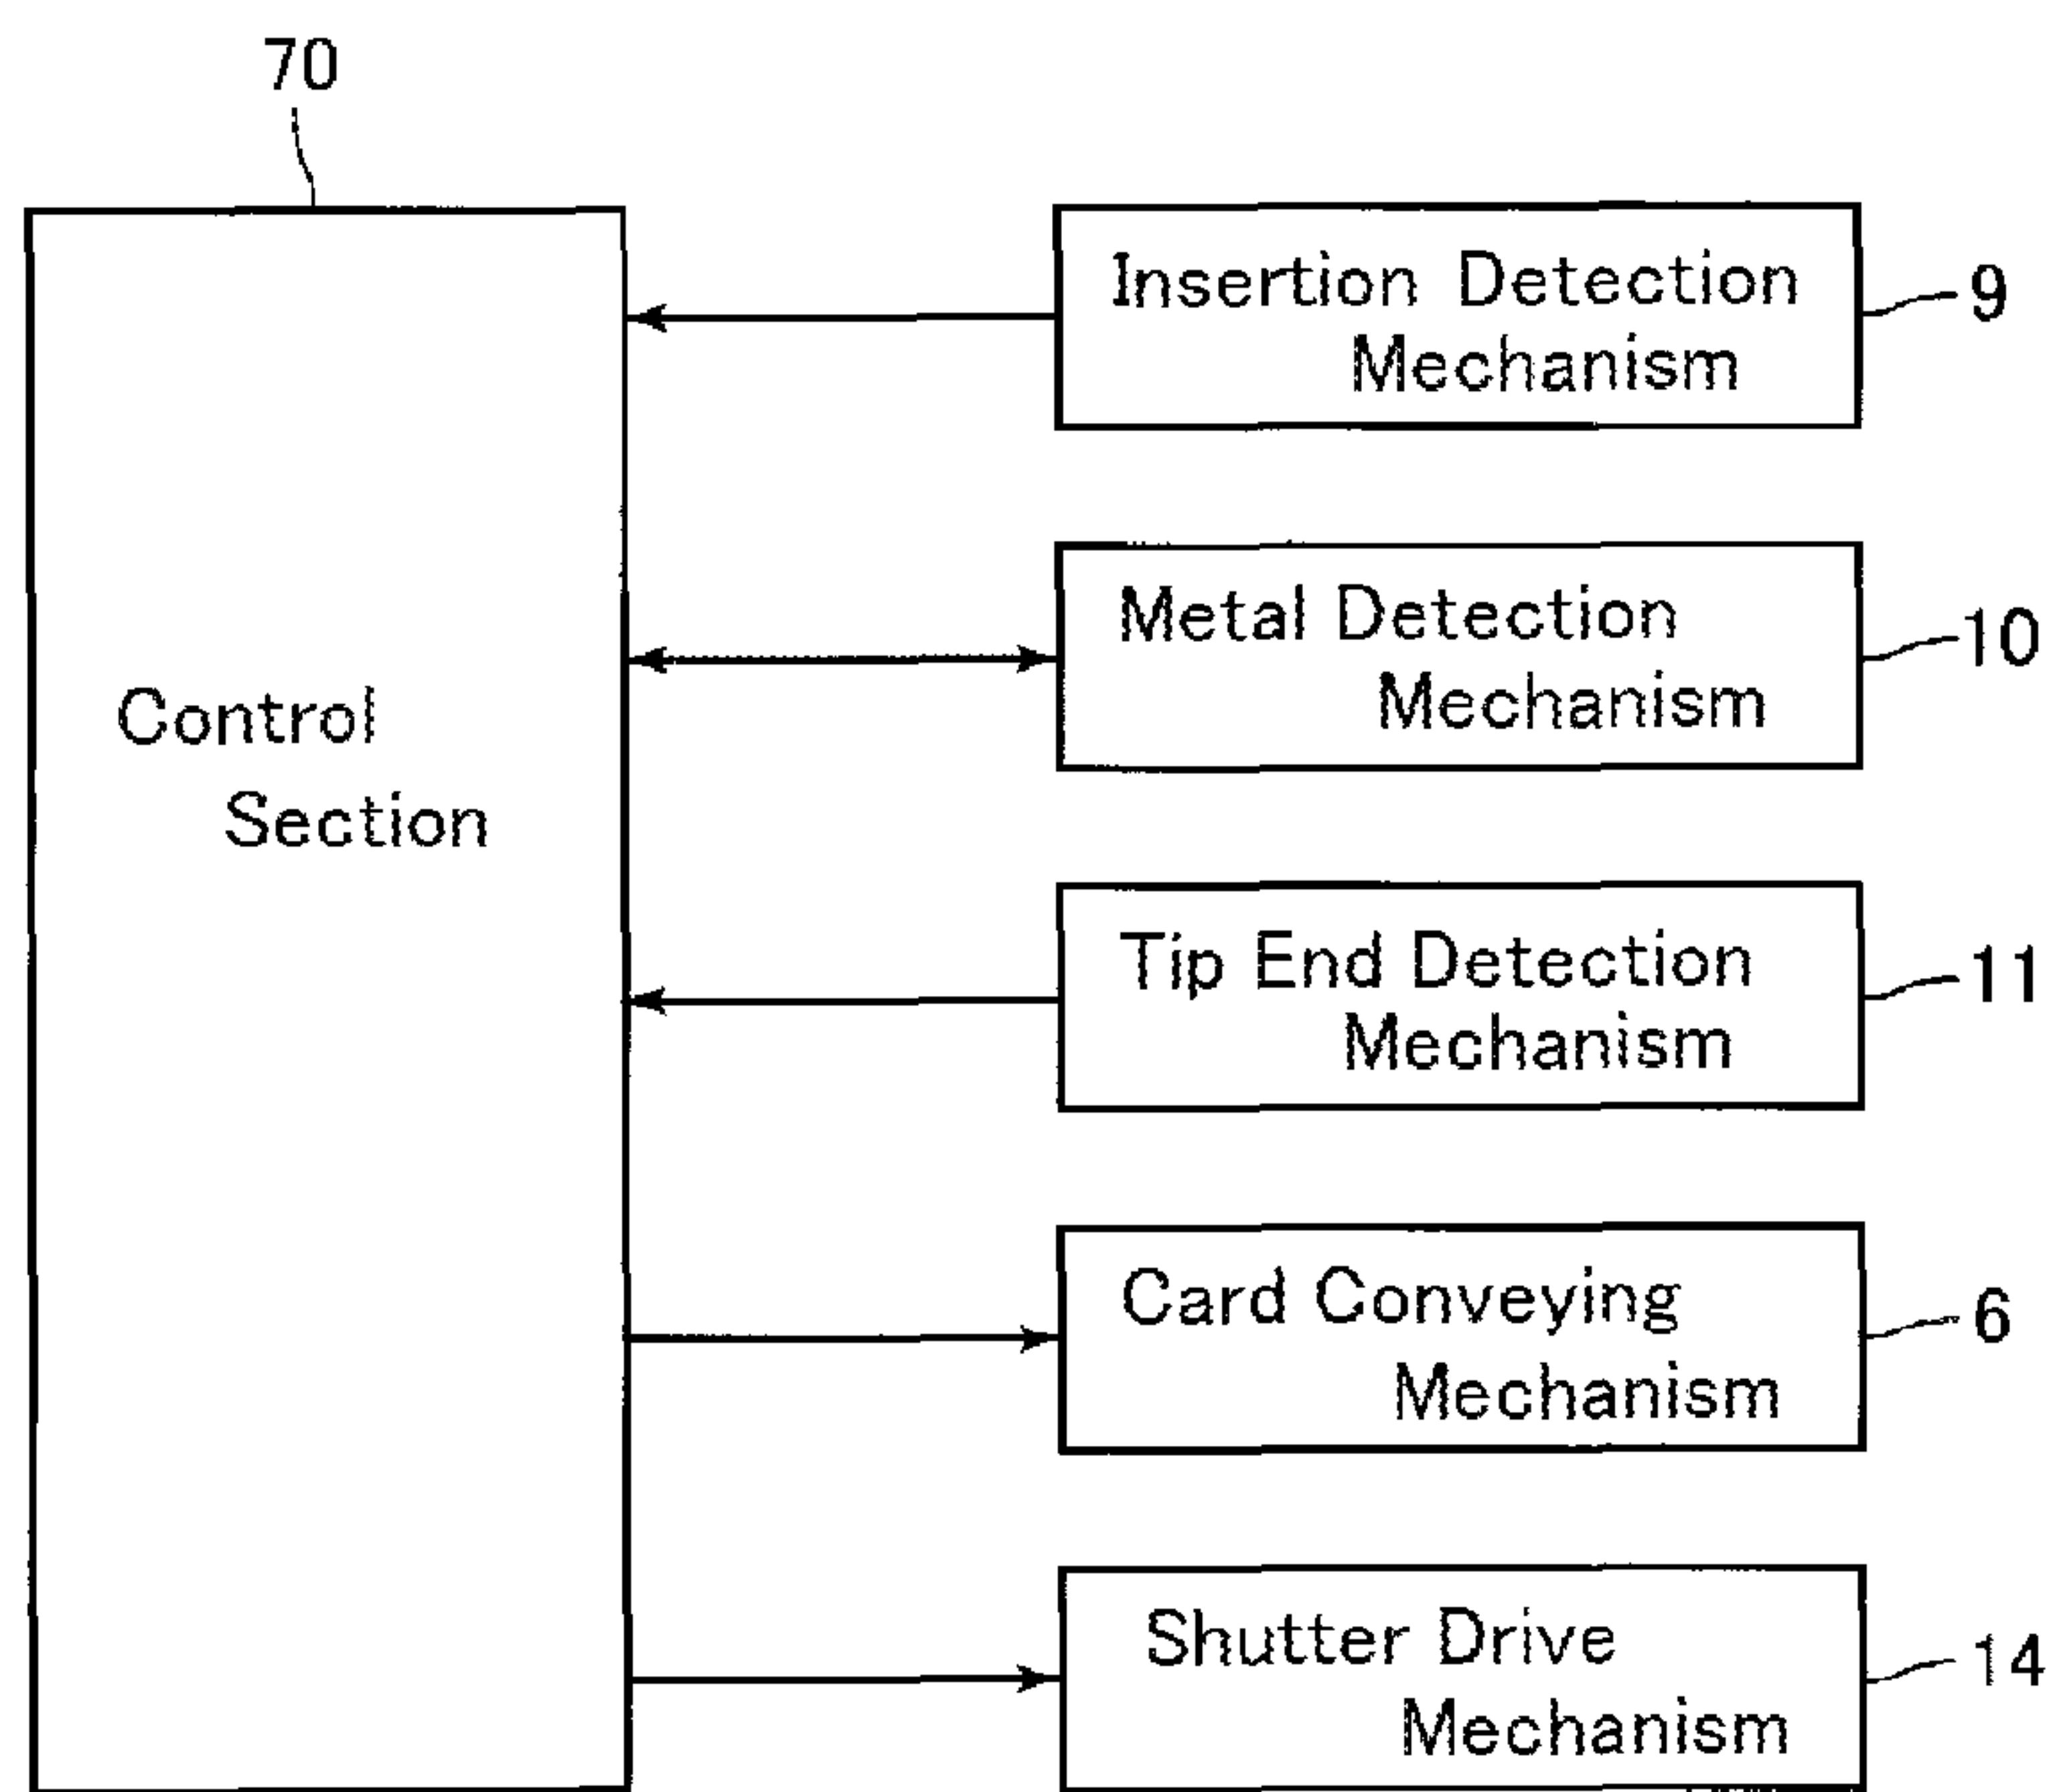 70
Control
Section
Insertion Detection
Mechanism
9
Metal Detection
Mechanism
10
Tip End Detection
Mechanism
11
Card Conveying
Mechanism
6
Shutter Drive
Mechanism
14